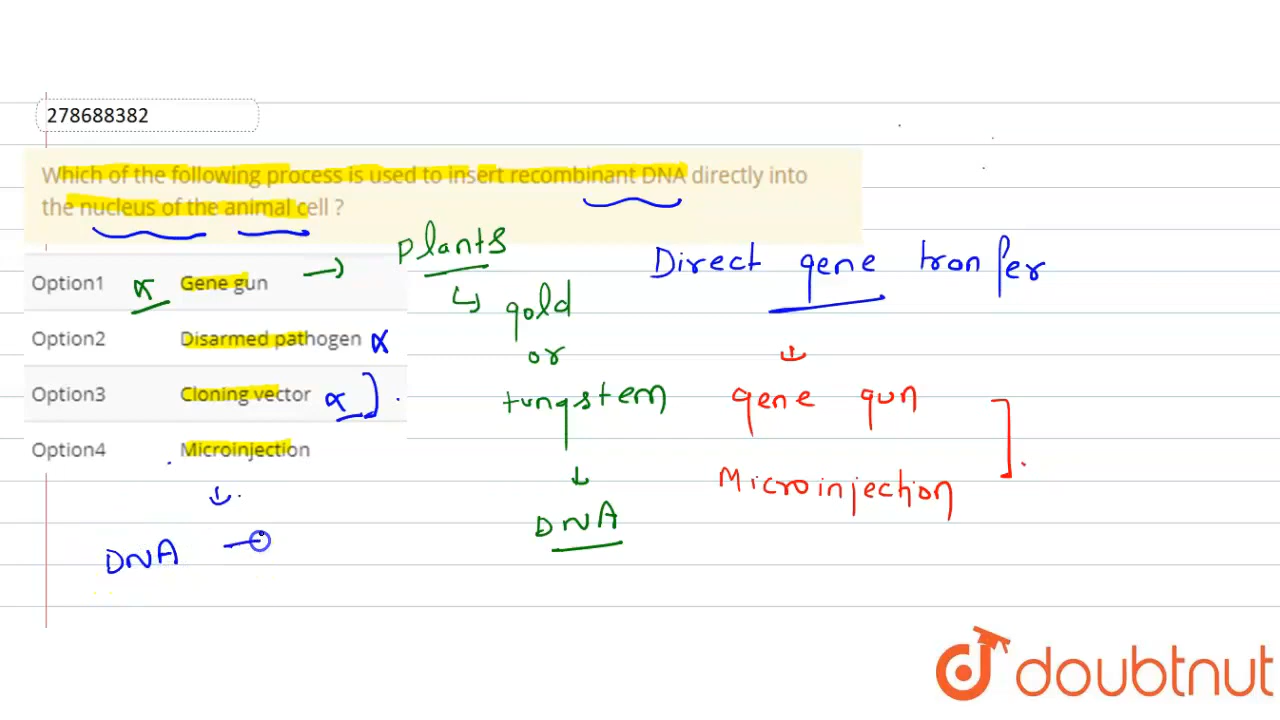 278688382
Which of the following process is used to insert recombinant DNA directly into
the nucleus of the animal cell ?
Option1 Gene gun → plants
Option2 Disarmed pathogen
Option3 Cloning vector
Option4 Microinjection
↓
DNA
↳ gold
or
tungstem
↓
DNA
Direct gene tranfer
↓
gene gun
Microinjection
doubtnut